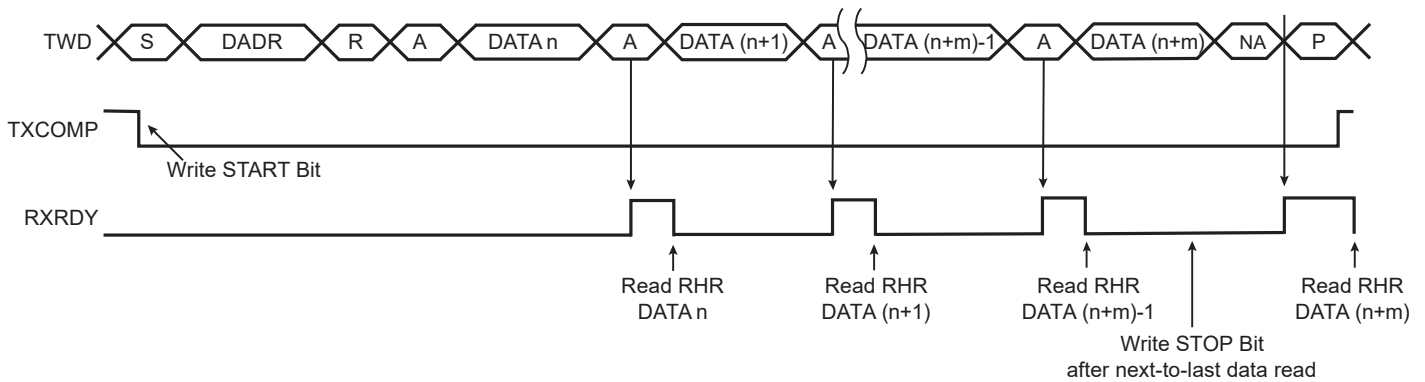 TWD S DADR R A DATA n A DATA (n+1) A DATA (n+m)-1 A DATA (n+m) NA P
TXCOMP
Write START Bit
RXRDY
Read RHR
DATA n
Read RHR
DATA (n+1)
Read RHR
DATA (n+m)-1
Read RHR
DATA (n+m)
Write STOP Bit
after next-to-last data read